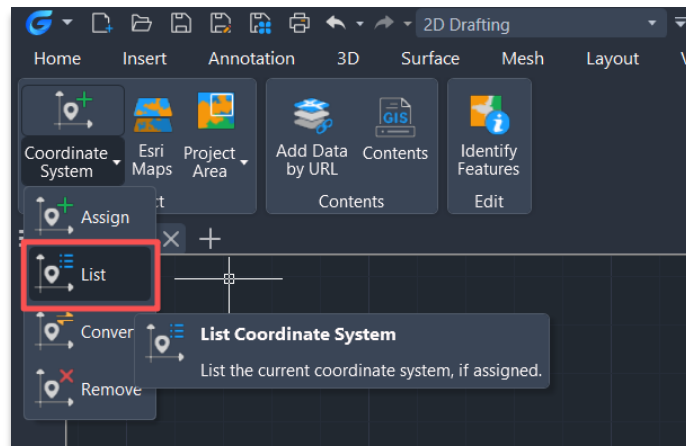 2D Drafting
Home Insert Annotation 3D Surface Mesh Layout
Coordinate System
Esri Maps
Project Area
Add Data by URL
GIS
Contents
Identify Features
Contents
Edit
Assign
List
List Coordinate System
List the current coordinate system, if assigned.
Conver
Remove